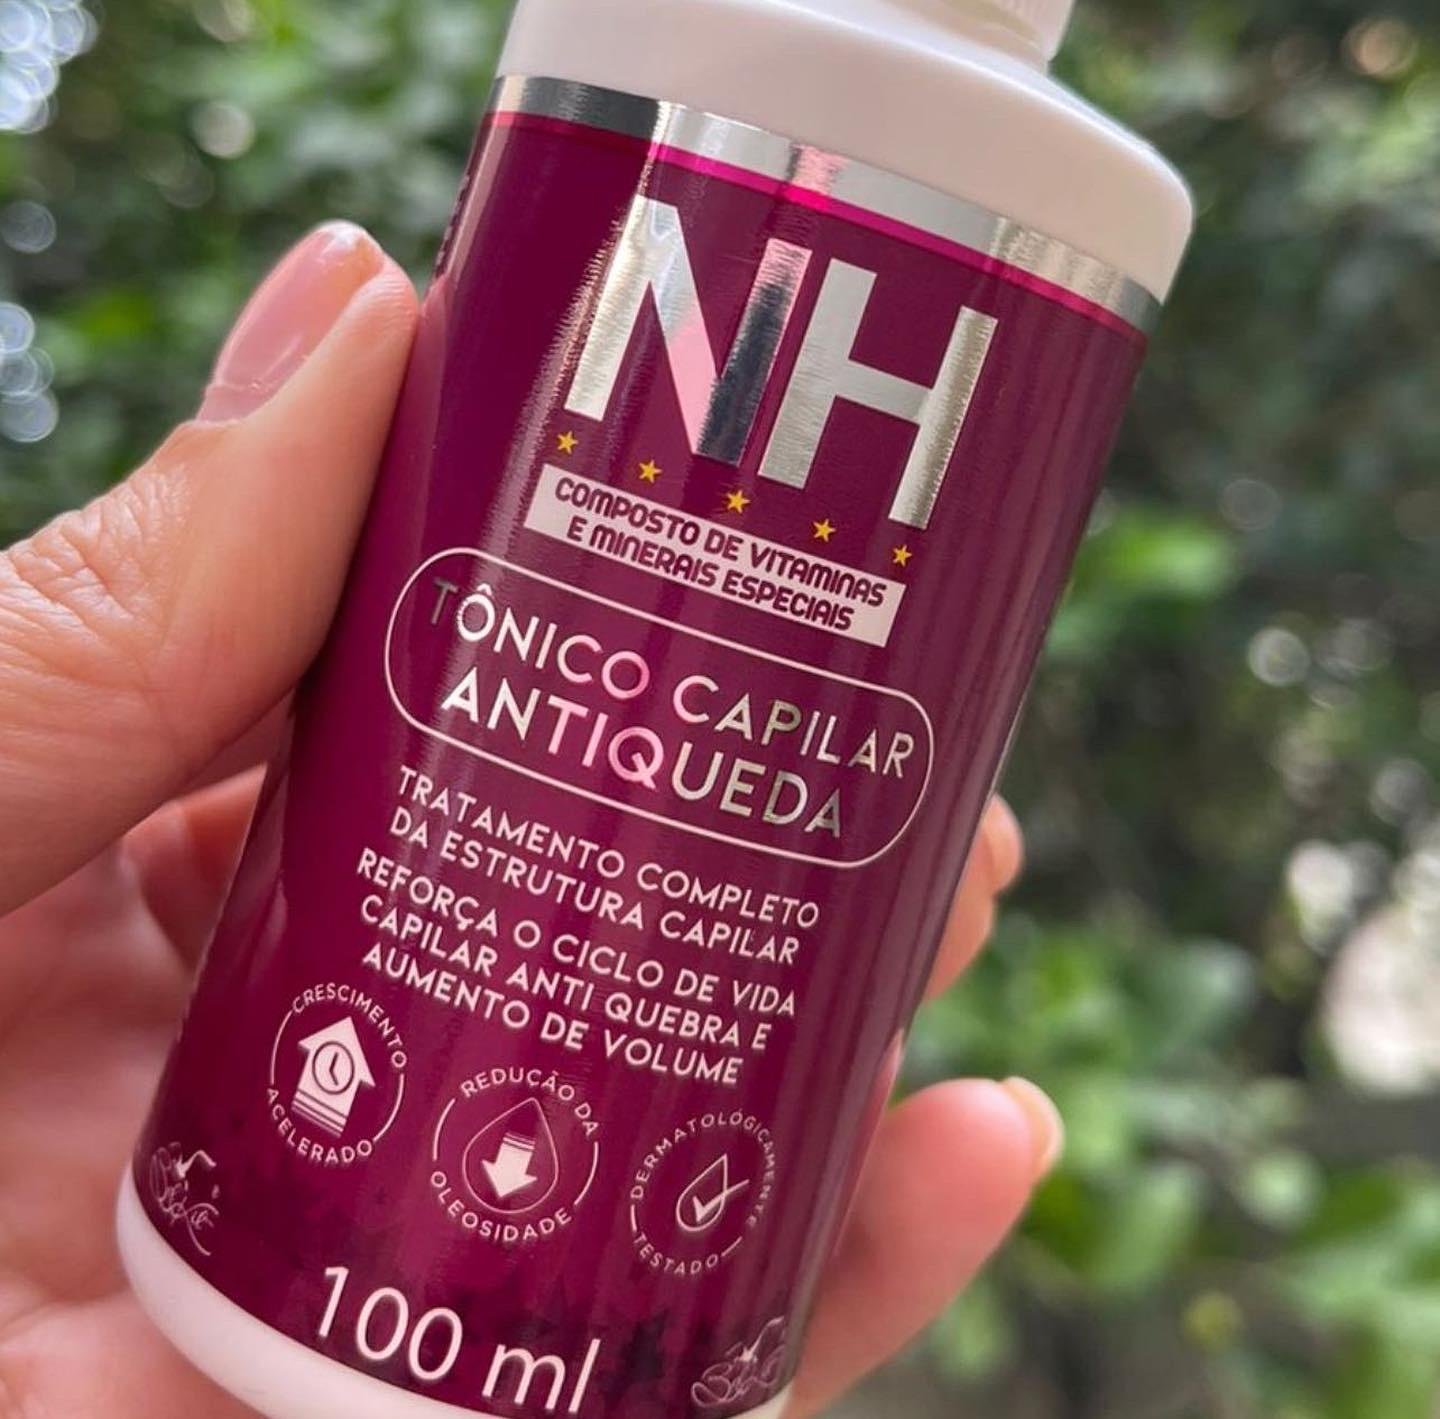 NH
COMPOSTO DE VITAMINAS
E MINERAIS ESPECIAIS
TÔNICO CAPILAR
ANTIQUEDA
TRATAMENTO COMPLETO
DA ESTRUTURA CAPILAR
REFORÇA O CICLO DE VIDA
CAPILAR ANTI QUEBRA E
AUMENTO DE VOLUME
CRESCIMENTO
ACELERADO
REDUÇÃO DA
OLEOSIDADE
DERMATOLÓGICAMENTE
TESTADO
100 ml